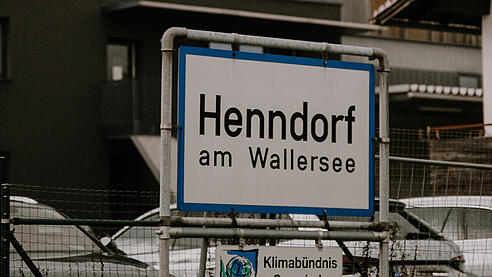 Henndorf
am Wallersee
Klimabündnis